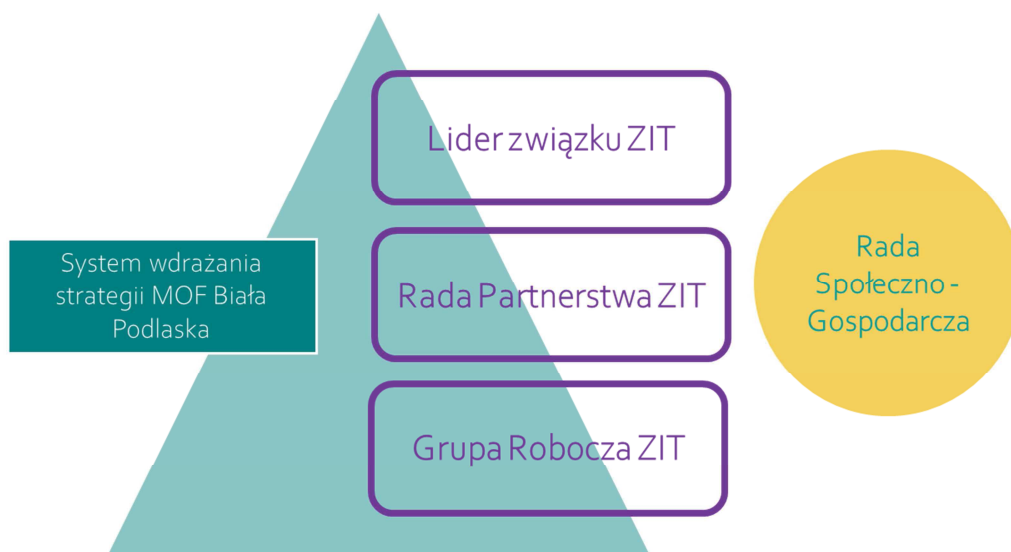 Lider związku ZIT
System wdrażania
strategii MOF Biała
Podlaska
Rada Partnerstwa ZIT
Rada
Społeczno -
Gospodarcza
Grupa Robocza ZIT